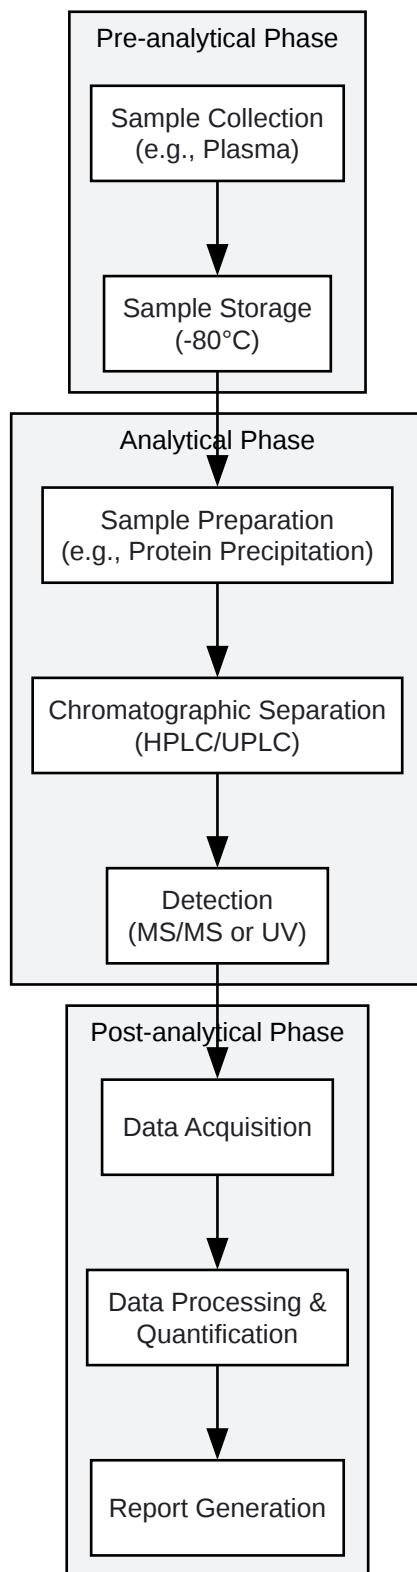 Pre-analytical Phase
Sample Collection
(e.g., Plasma)
Sample Storage
(-80°C)
Analytical Phase
Sample Preparation
(e.g., Protein Precipitation)
Chromatographic Separation
(HPLC/UPLC)
Detection
(MS/MS or UV)
Post-analytical Phase
Data Acquisition
Data Processing &
Quantification
Report Generation